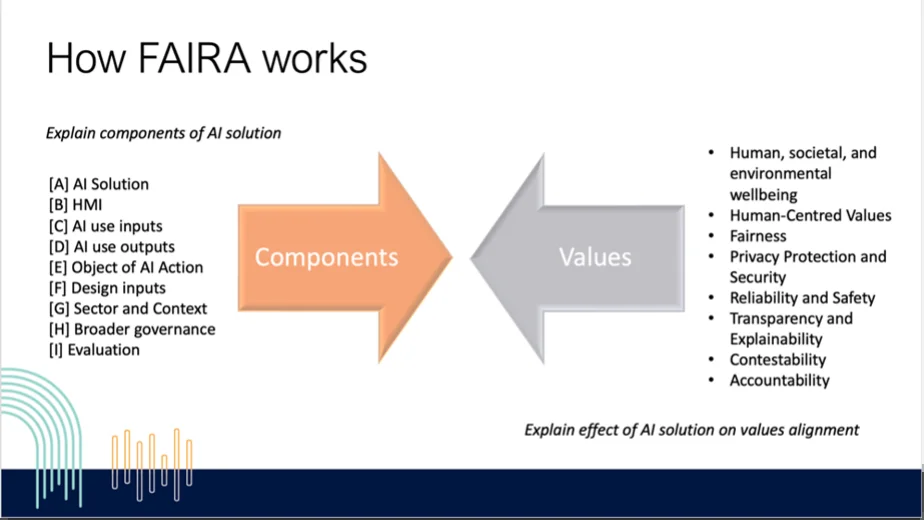 How FAIRA works
Explain components of AI solution
[A] AI Solution
[B] HMI
[C] AI use inputs
[D] AI use outputs
[E] Object of AI Action
[F] Design inputs
[G] Sector and Context
[H] Broader governance
[I] Evaluation
Components
Values
• Human, societal, and
environmental
wellbeing
• Human-Centred Values
• Fairness
• Privacy Protection and
Security
• Reliability and Safety
• Transparency and
Explainability
• Contestability
• Accountability
Explain effect of AI solution on values alignment